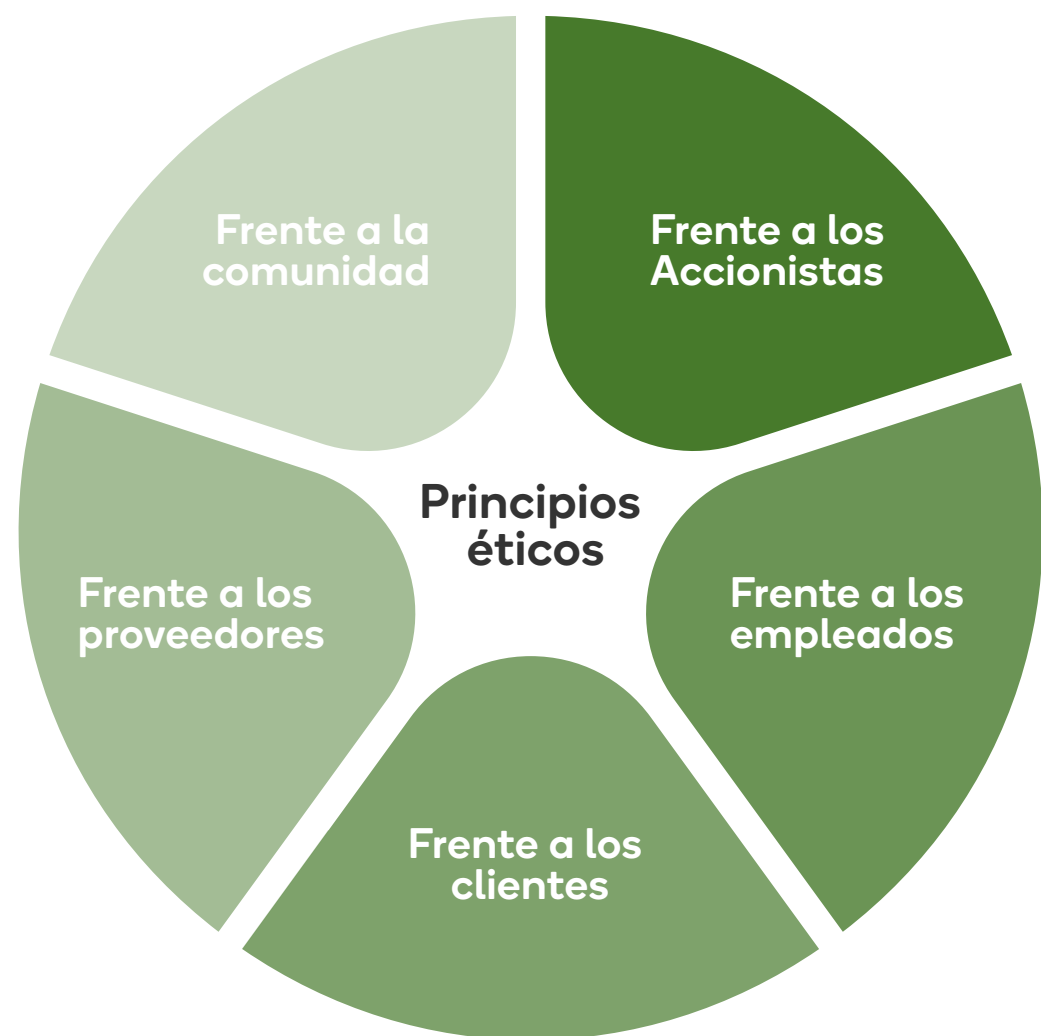 Frente a la
comunidad
Frente a los
Accionistas
Principios
éticos
Frente a los
proveedores
Frente a los
empleados
Frente a los
clientes